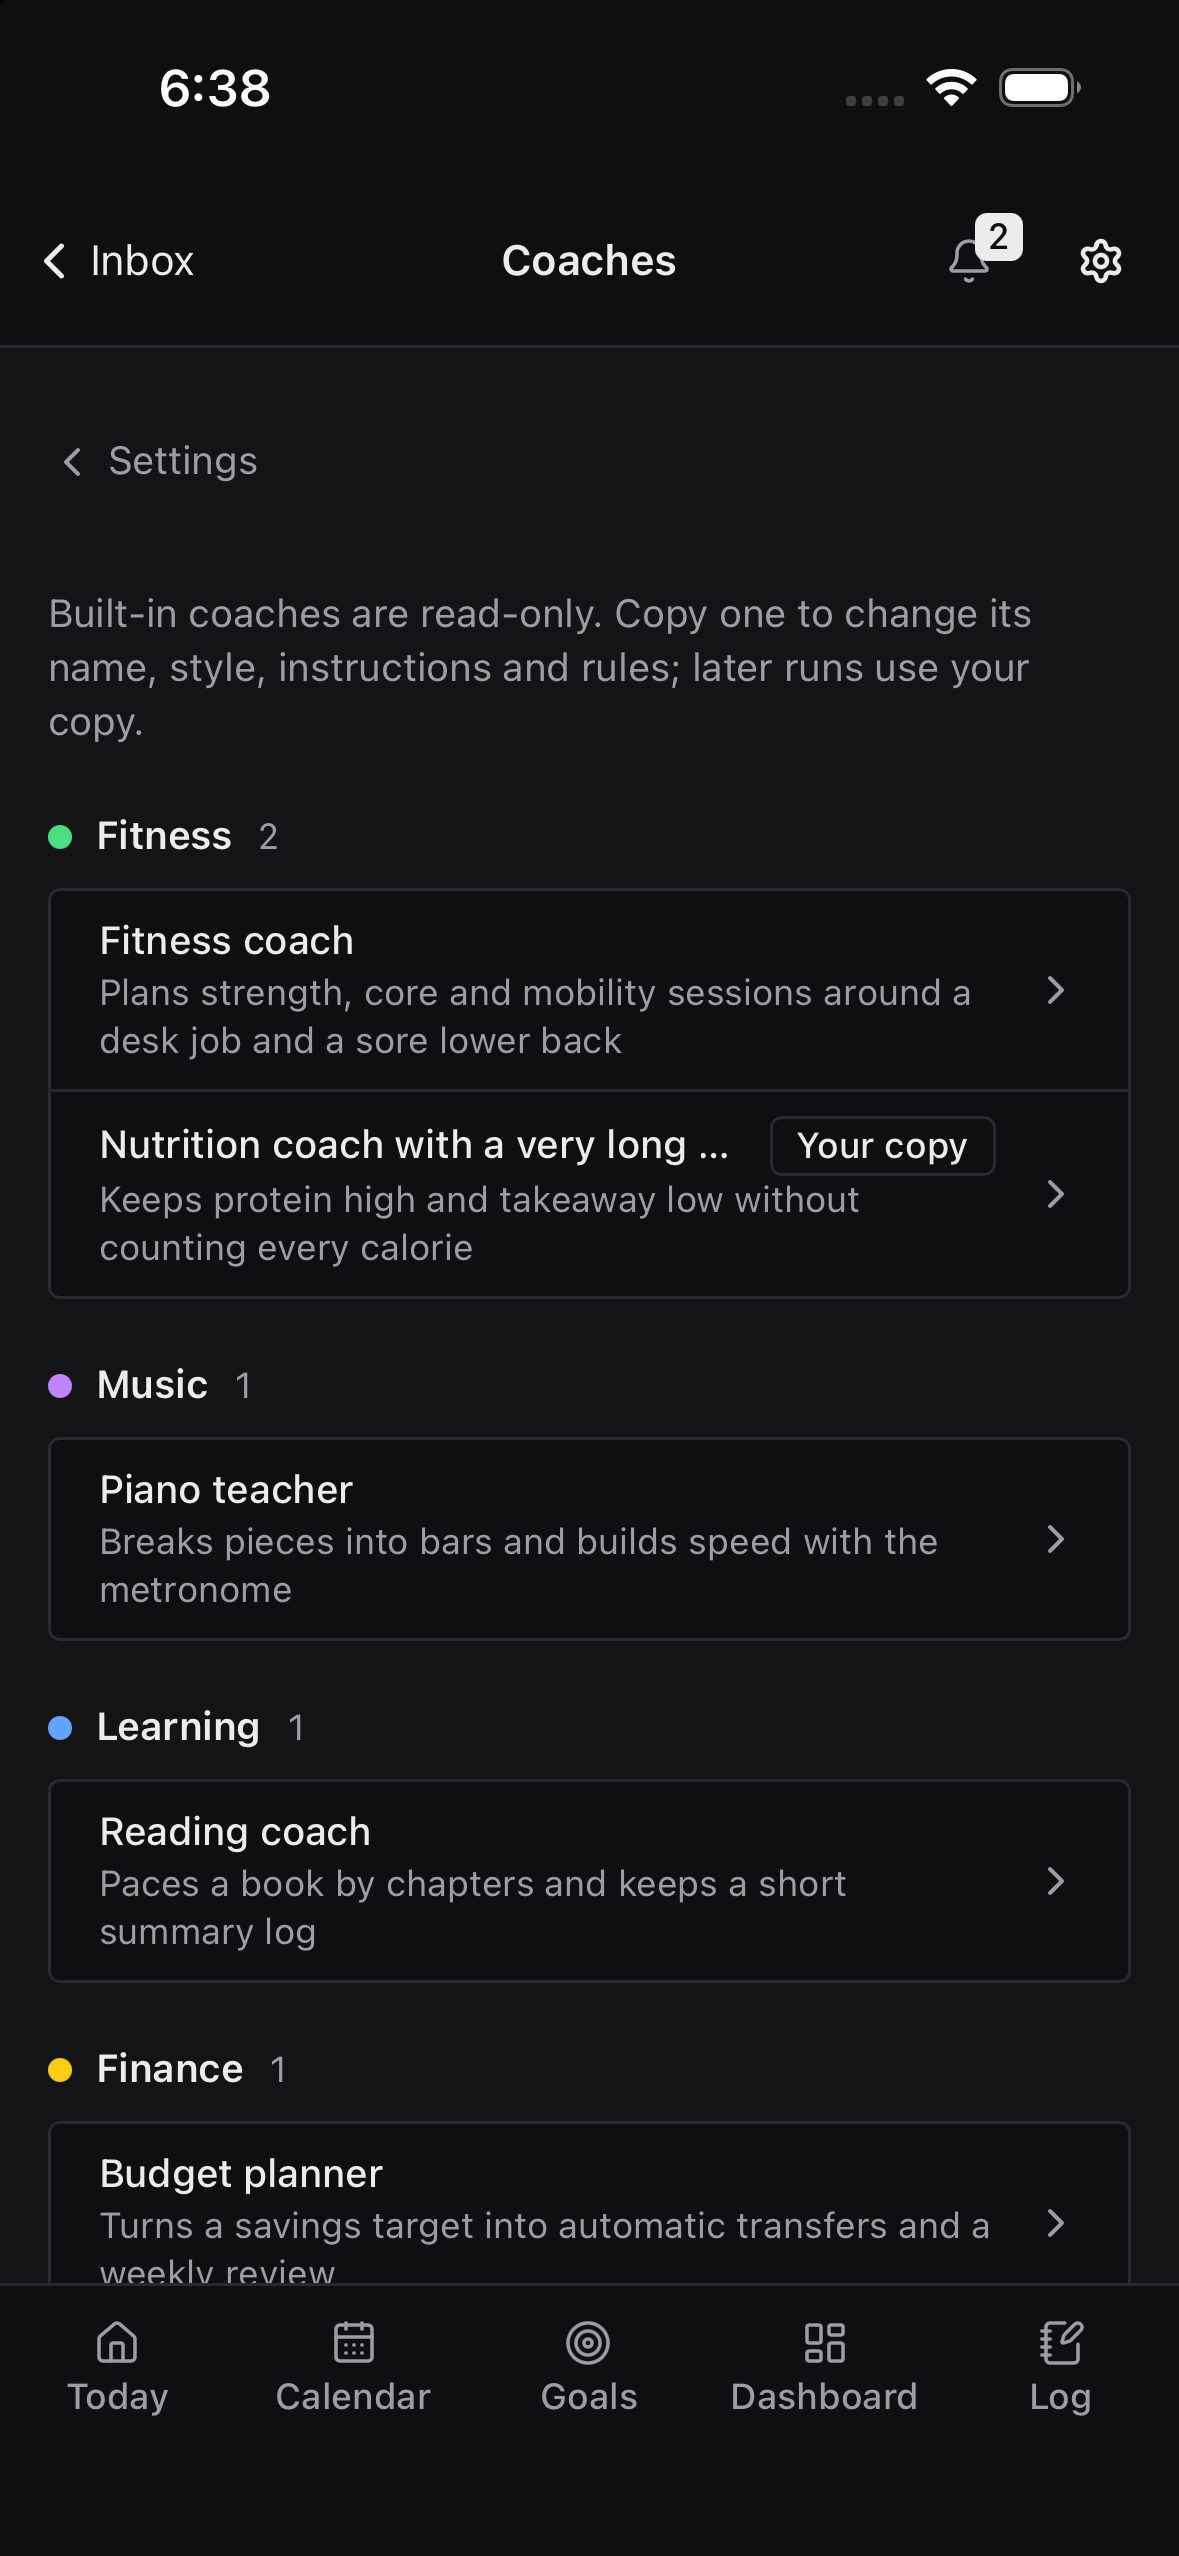 6:38
Inbox
Coaches
2
Settings
Built-in coaches are read-only. Copy one to change its
name, style, instructions and rules; later runs use your
copy.
Fitness 2
Fitness coach
Plans strength, core and mobility sessions around a
desk job and a sore lower back
Nutrition coach with a very long ...
Your copy
Keeps protein high and takeaway low without
counting every calorie
Music 1
Piano teacher
Breaks pieces into bars and builds speed with the
metronome
Learning 1
Reading coach
Paces a book by chapters and keeps a short
summary log
Finance 1
Budget planner
Turns a savings target into automatic transfers and a
weekly review
Today
Calendar
Goals
Dashboard
Log